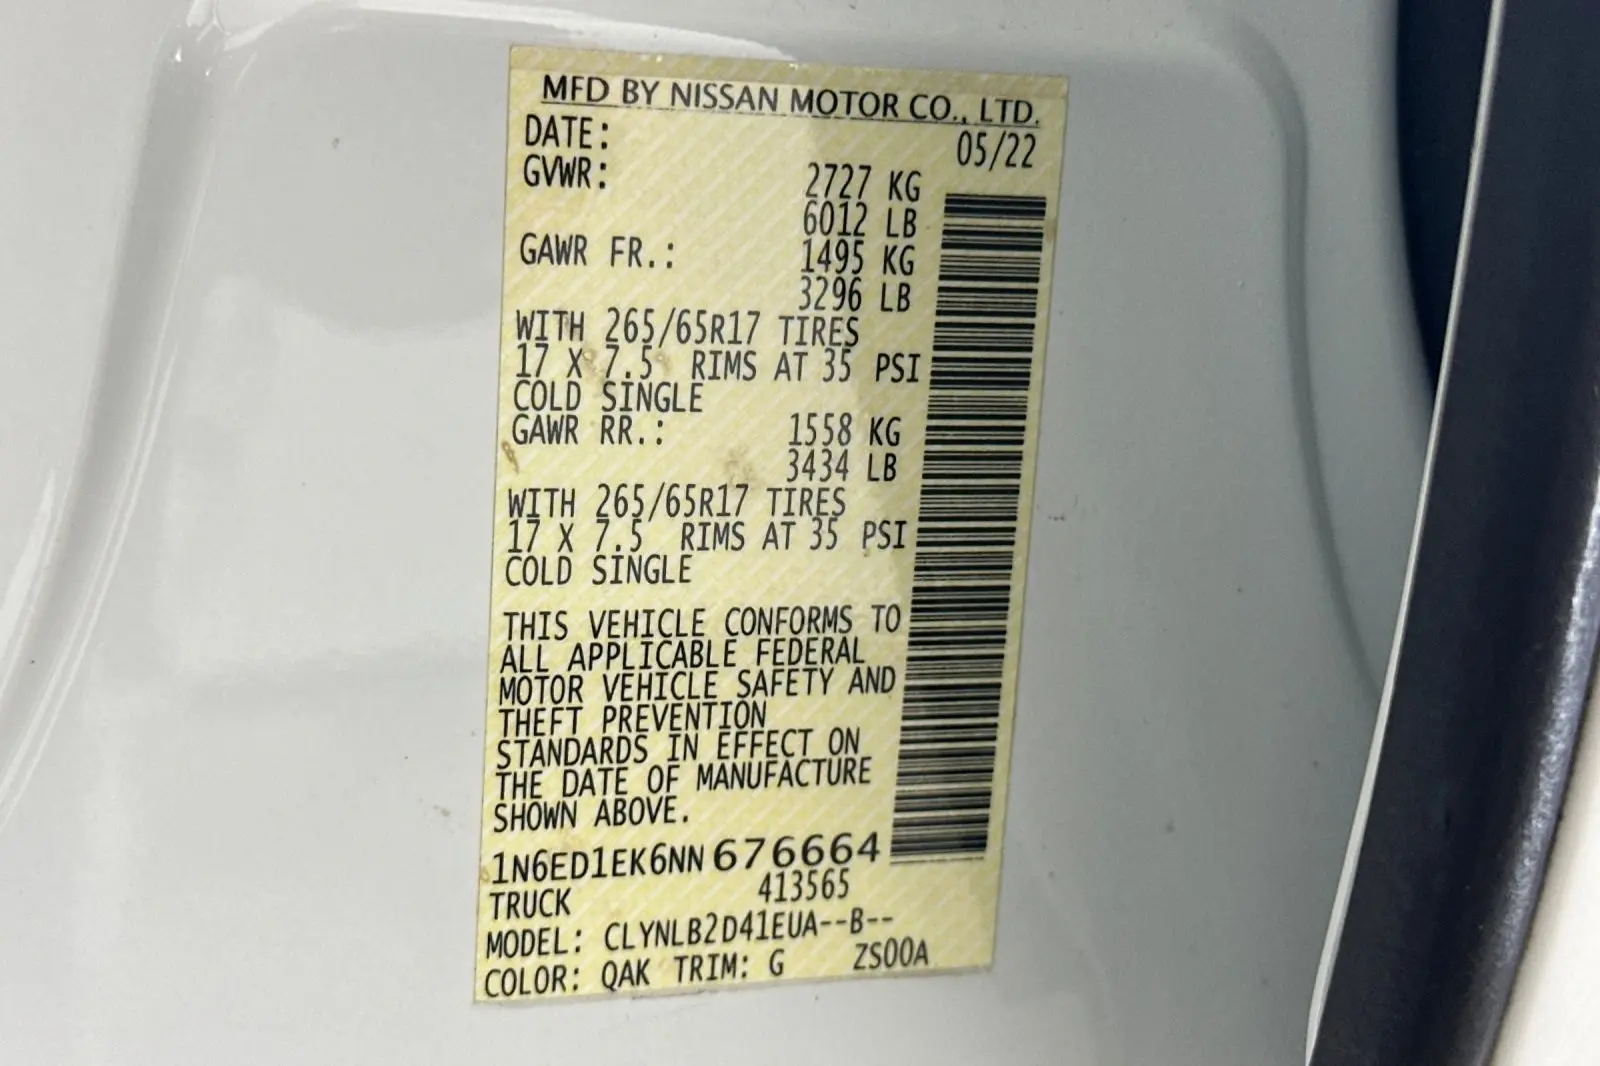 MFD BY NISSAN MOTOR CO., LTD.
DATE: 05/22
GVWR: 2727 KG
6012 LB
GAWR FR.: 1495 KG
3296 LB
WITH 265/65R17 TIRES
17 X 7.5 RIMS AT 35 PSI
COLD SINGLE
GAWR RR.: 1558 KG
3434 LB
WITH 265/65R17 TIRES
17 X 7.5 RIMS AT 35 PSI
COLD SINGLE
THIS VEHICLE CONFORMS TO
ALL APPLICABLE FEDERAL
MOTOR VEHICLE SAFETY AND
THEFT PREVENTION
STANDARDS IN EFFECT ON
THE DATE OF MANUFACTURE
SHOWN ABOVE.
1N6ED1EK6NN676664
TRUCK 413565
MODEL: CLYNLB2D41EUA--B--
COLOR: QAK TRIM: G ZS00A